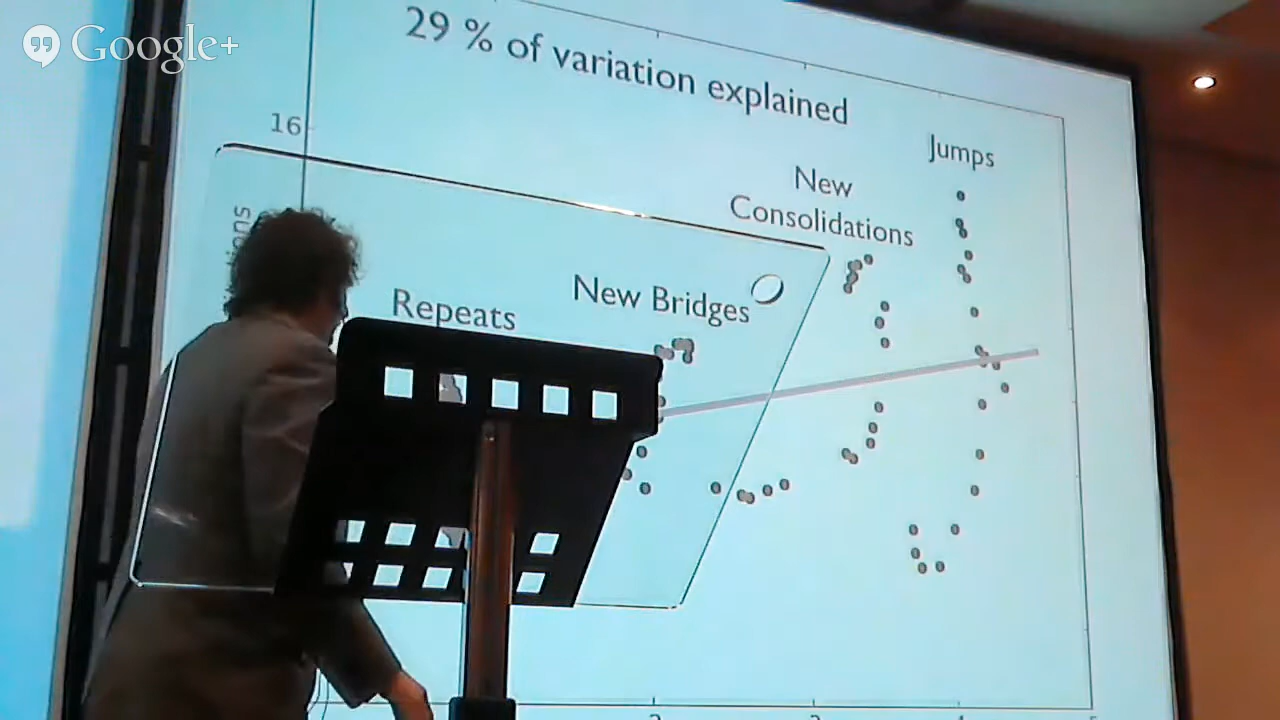 Google+
29 % of variation explained
16
Jumps
New
Consolidations
New Bridges
Repeats